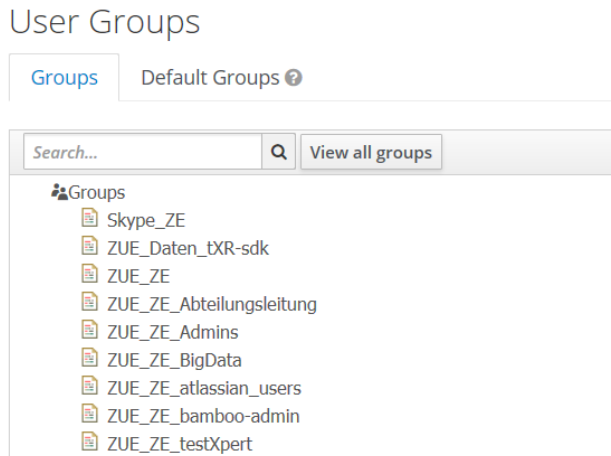 User Groups
Groups
Default Groups
Search...
View all groups
Groups
Skype_ZE
ZUE_Daten_tXR-sdk
ZUE_ZE
ZUE_ZE_Abteilungsleitung
ZUE_ZE_Admins
ZUE_ZE_BigData
ZUE_ZE_atlassian_users
ZUE_ZE_bamboo-admin
ZUE_ZE_testXpert